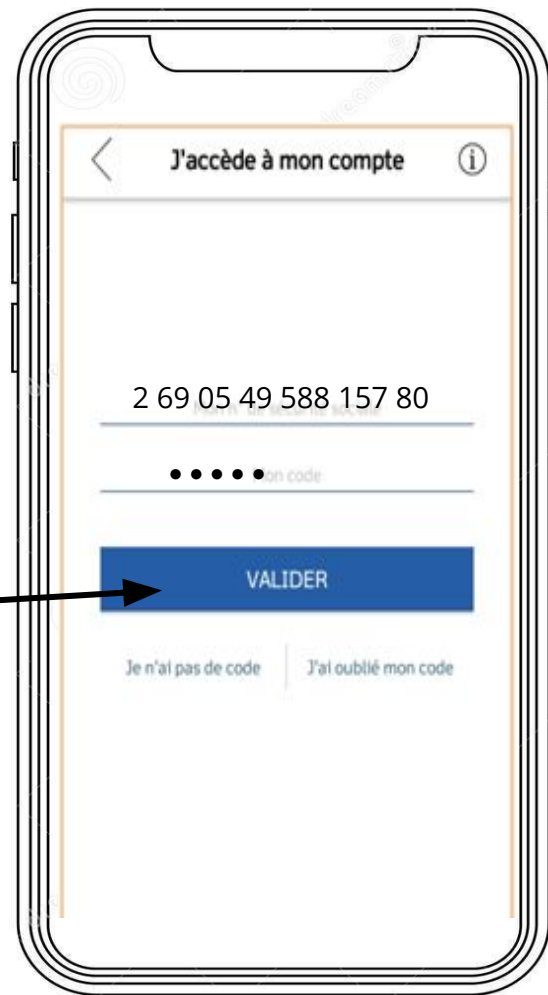 J'accède à mon compte
2 69 05 49 588 157 80
Mon code
VALIDER
Je n'ai pas de code
J'ai oublié mon code